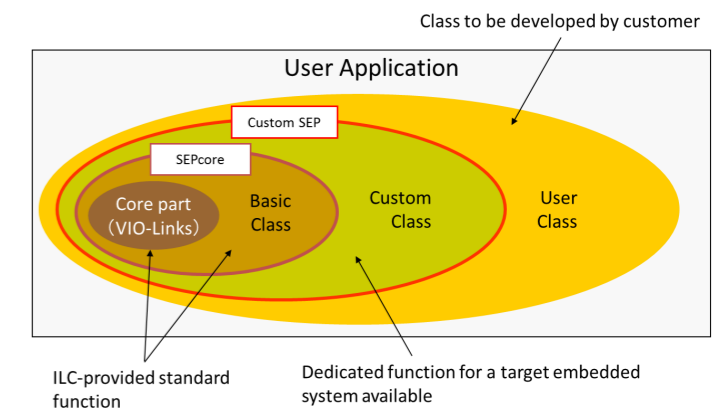 Class to be developed by customer
User Application
Custom SEP
SEPcore
Core part
（VIO-Links）
Basic
Class
Custom
Class
User
Class
ILC-provided standard
function
Dedicated function for a target embedded
system available